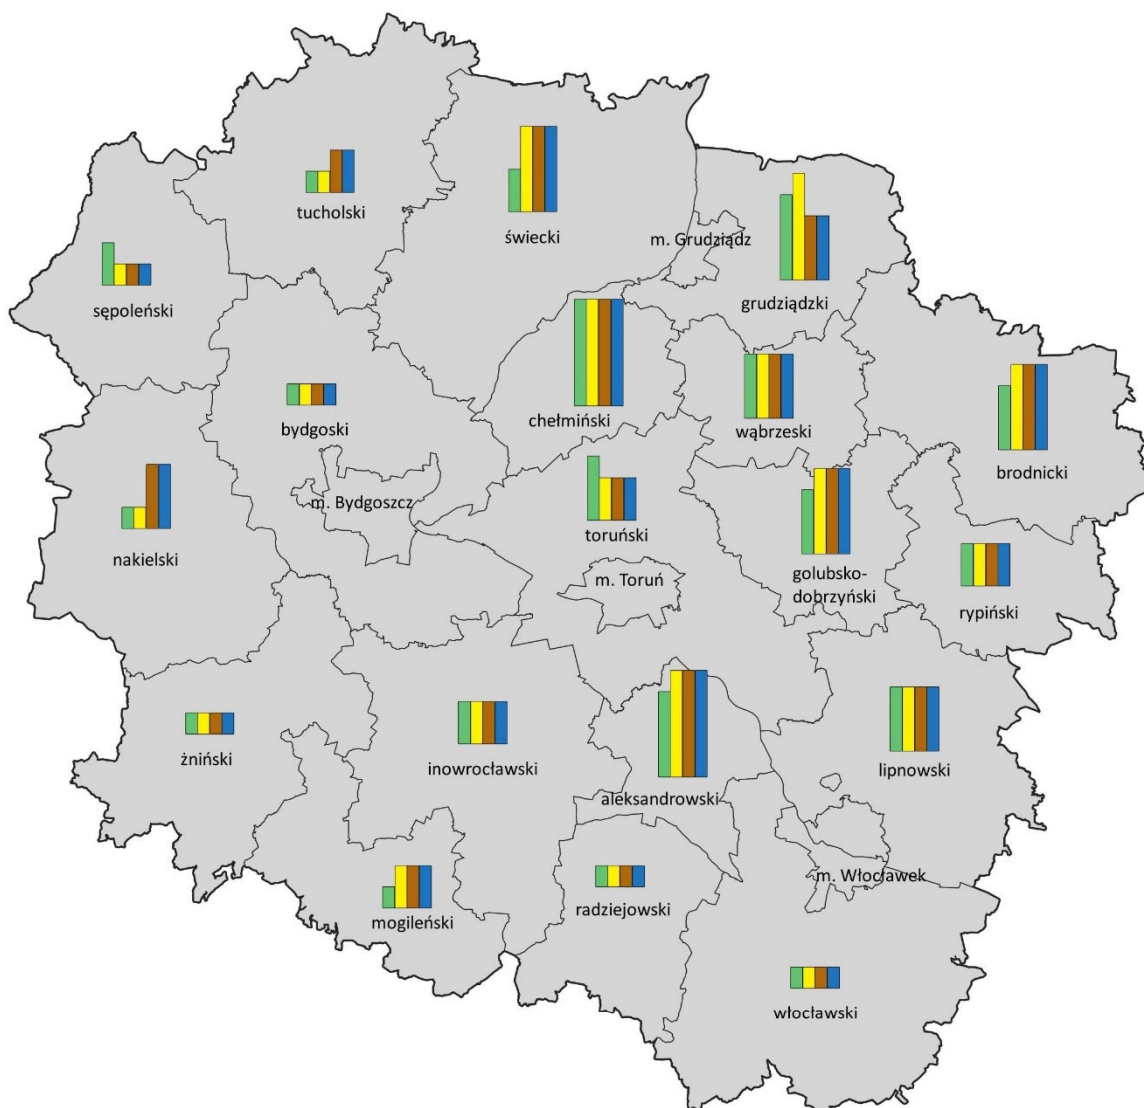 tucholski
świecki
m. Grudziądz
sępoleński
grudziądzki
bydgoski
chełmiński
wąbrzeski
brodnicki
m. Bydgoszcz
toruński
nakielski
golubsko-
dobrzyński
m. Toruń
rypiński
żniński
inowrocławski
lipnowski
aleksandrowski
m. Włocławek
mogileński
radziejowski
włocławski